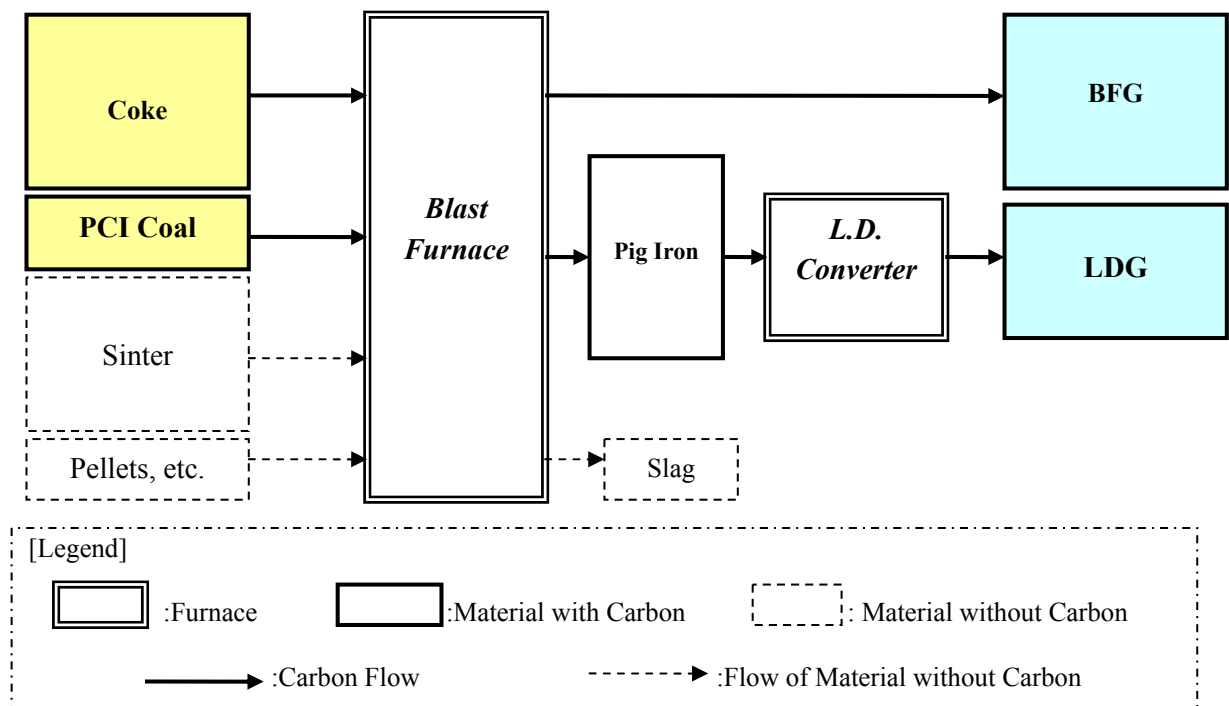 Coke
BFG
PCI Coal
Blast
Furnace
Pig Iron
L.D.
Converter
LDG
Sinter
Pellets, etc.
Slag
[Legend]
:Furnace
:Material with Carbon
: Material without Carbon
:Carbon Flow
:Flow of Material without Carbon